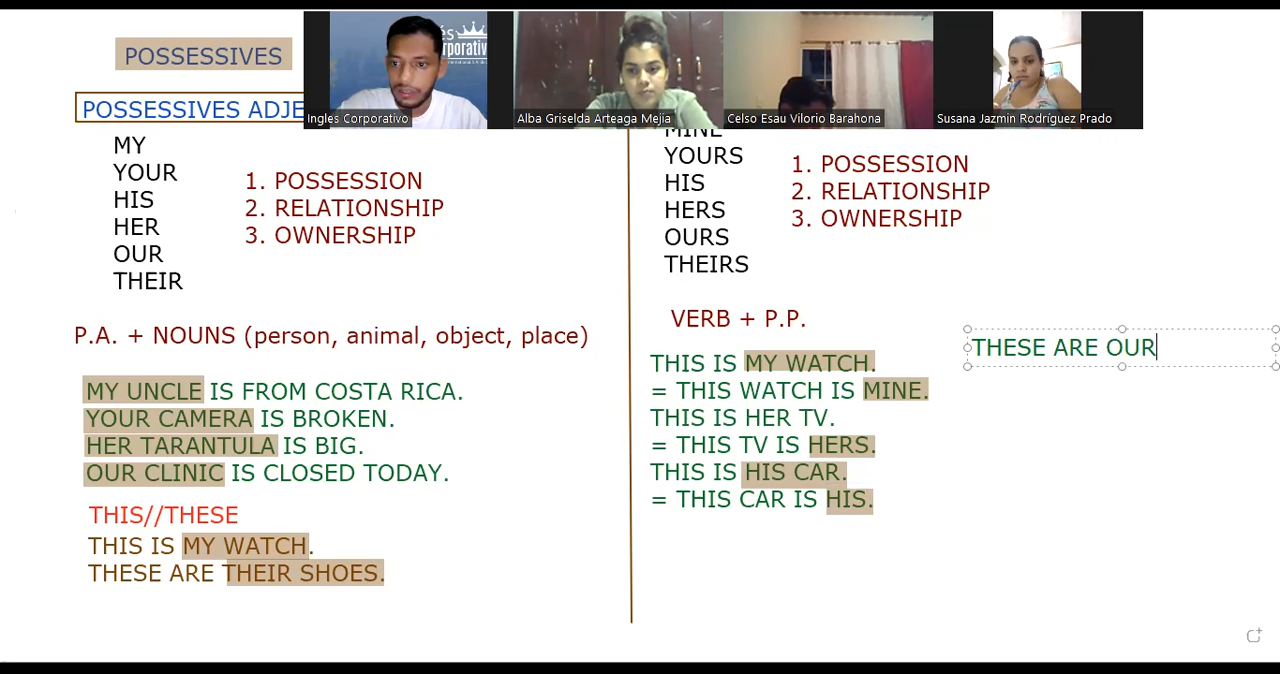 POSSESSIVES
POSSESSIVES ADJE
MY
YOUR
HIS
HER
OUR
THEIR
1. POSSESSION
2. RELATIONSHIP
3. OWNERSHIP
P.A. + NOUNS (person, animal, object, place)
MY UNCLE IS FROM COSTA RICA.
YOUR CAMERA IS BROKEN.
HER TARANTULA IS BIG.
OUR CLINIC IS CLOSED TODAY.
THIS//THESE
THIS IS MY WATCH.
THESE ARE THEIR SHOES.
Ingles Corporativo
Alba Griselda Arteaga Mejia
Celso Esau Vilorio Barahona
Susana Jazmin Rodríguez Prado
MINE
YOURS
HIS
HERS
OURS
THEIRS
1. POSSESSION
2. RELATIONSHIP
3. OWNERSHIP
VERB + P.P.
THIS IS MY WATCH.
= THIS WATCH IS MINE.
THIS IS HER TV.
= THIS TV IS HERS.
THIS IS HIS CAR.
= THIS CAR IS HIS.
THESE ARE OUR